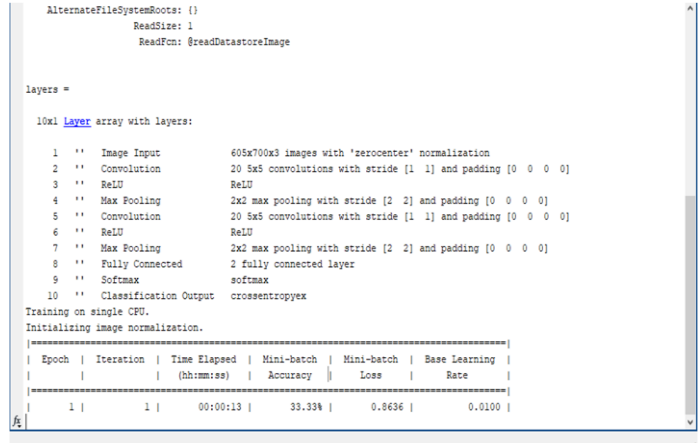 AlternateFileSystemRoots: {}
ReadSize: 1
ReadFcn: @readDatastoreImage
layers =
10x1 Layer array with layers:
1 '' Image Input 605x700x3 images with 'zerocenter' normalization
2 '' Convolution 20 5x5 convolutions with stride [1 1] and padding [0 0 0 0]
3 '' ReLU ReLU
4 '' Max Pooling 2x2 max pooling with stride [2 2] and padding [0 0 0 0]
5 '' Convolution 20 5x5 convolutions with stride [1 1] and padding [0 0 0 0]
6 '' ReLU ReLU
7 '' Max Pooling 2x2 max pooling with stride [2 2] and padding [0 0 0 0]
8 '' Fully Connected 2 fully connected layer
9 '' Softmax softmax
10 '' Classification Output crossentropyex
Training on single CPU.
Initializing image normalization.
|========================================================================================|
| Epoch | Iteration | Time Elapsed | Mini-batch | Mini-batch | Base Learning |
| | | (hh:mm:ss) | Accuracy | Loss | Rate |
|========================================================================================|
| 1 | 1 | 00:00:13 | 33.33% | 0.8636 | 0.0100 |
fx